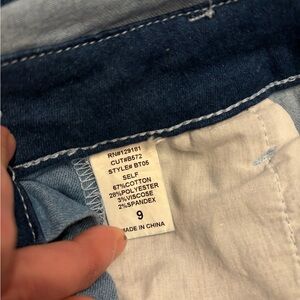 RN#129181
CUT#B572
STYLE# BT05
SELF
67%COTTON
28%POLYESTER
3%VISCOSE
2%SPANDEX
9
MADE IN CHINA